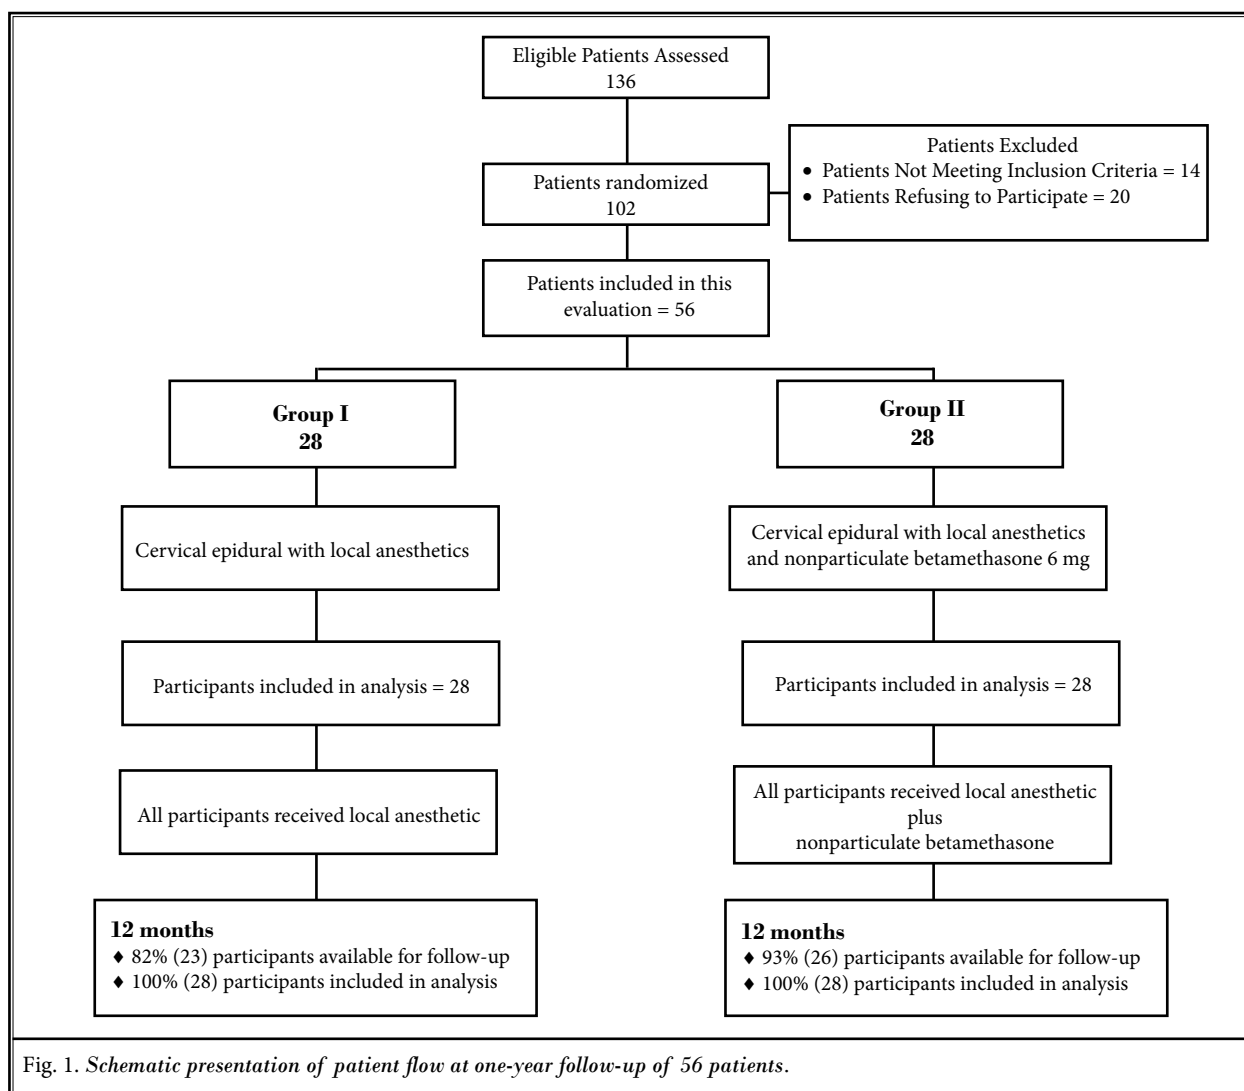 Eligible Patients Assessed
136
Patients Excluded
• Patients Not Meeting Inclusion Criteria = 14
• Patients Refusing to Participate = 20
Patients randomized
102
Patients included in this
evaluation = 56
Group I
28
Group II
28
Cervical epidural with local anesthetics
Cervical epidural with local anesthetics
and nonparticulate betamethasone 6 mg
Participants included in analysis = 28
Participants included in analysis = 28
All participants received local anesthetic
All participants received local anesthetic
plus
nonparticulate betamethasone
12 months
♦ 82% (23) participants available for follow-up
♦ 100% (28) participants included in analysis
12 months
♦ 93% (26) participants available for follow-up
♦ 100% (28) participants included in analysis
Fig. 1. Schematic presentation of patient flow at one-year follow-up of 56 patients.